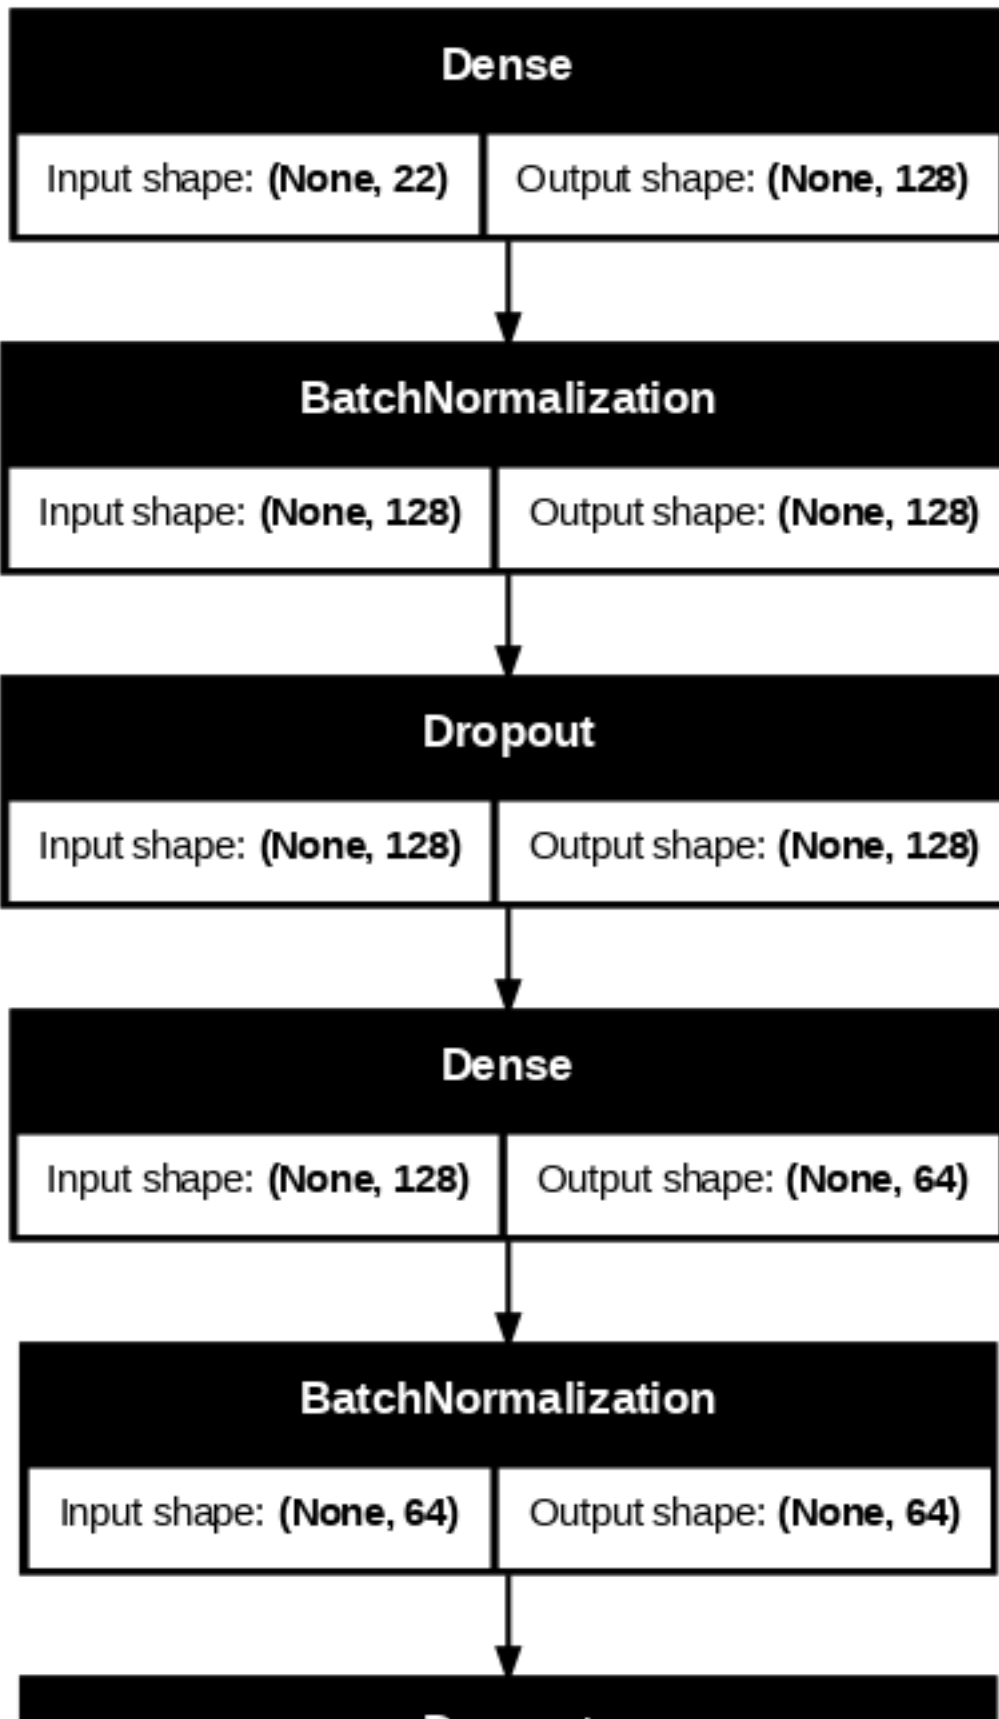 Dense
Input shape: (None, 22) Output shape: (None, 128)
BatchNormalization
Input shape: (None, 128) Output shape: (None, 128)
Dropout
Input shape: (None, 128) Output shape: (None, 128)
Dense
Input shape: (None, 128) Output shape: (None, 64)
BatchNormalization
Input shape: (None, 64) Output shape: (None, 64)